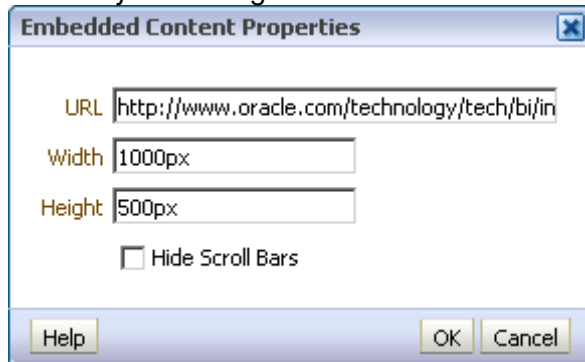 Embedded Content Properties
URL http://www.oracle.com/technology/tech/bi/in
Width 1000px
Height 500px
Hide Scroll Bars
Help OK Cancel